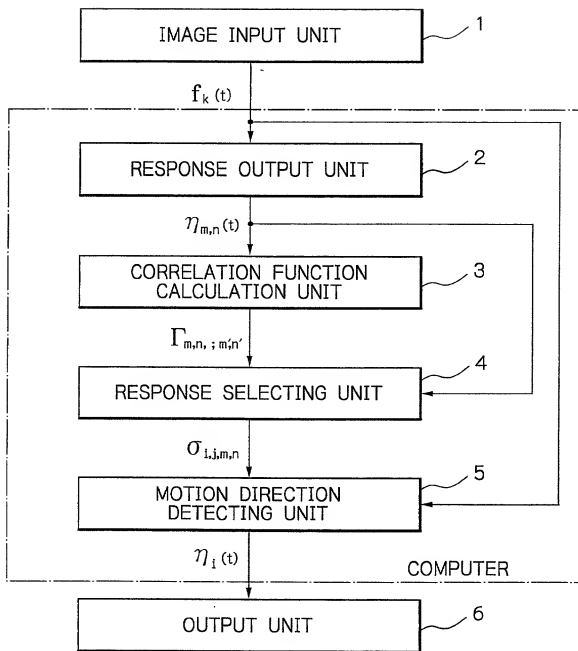 IMAGE INPUT UNIT
1
f_k(t)
RESPONSE OUTPUT UNIT
2
η_m,n(t)
CORRELATION FUNCTION
CALCULATION UNIT
3
Γ_m,n, ; m′,n′
RESPONSE SELECTING UNIT
4
σ_i,j,m,n
MOTION DIRECTION
DETECTING UNIT
5
η_i(t)
COMPUTER
OUTPUT UNIT
6